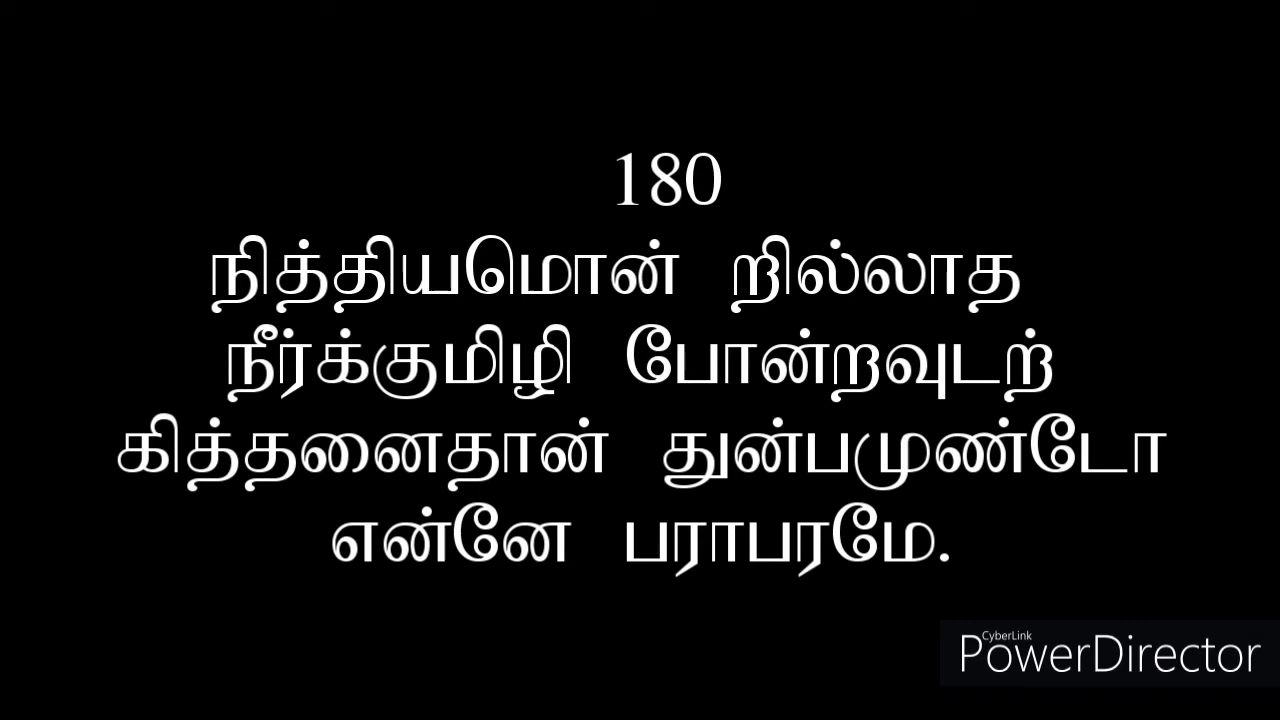 180
நித்தியமொன் றில்லாத
நீர்க்குமிழி போன்றவுடற்
கித்தனைதான் துன்பமுண்டோ
என்னே பராபரமே.
CyberLink
PowerDirector